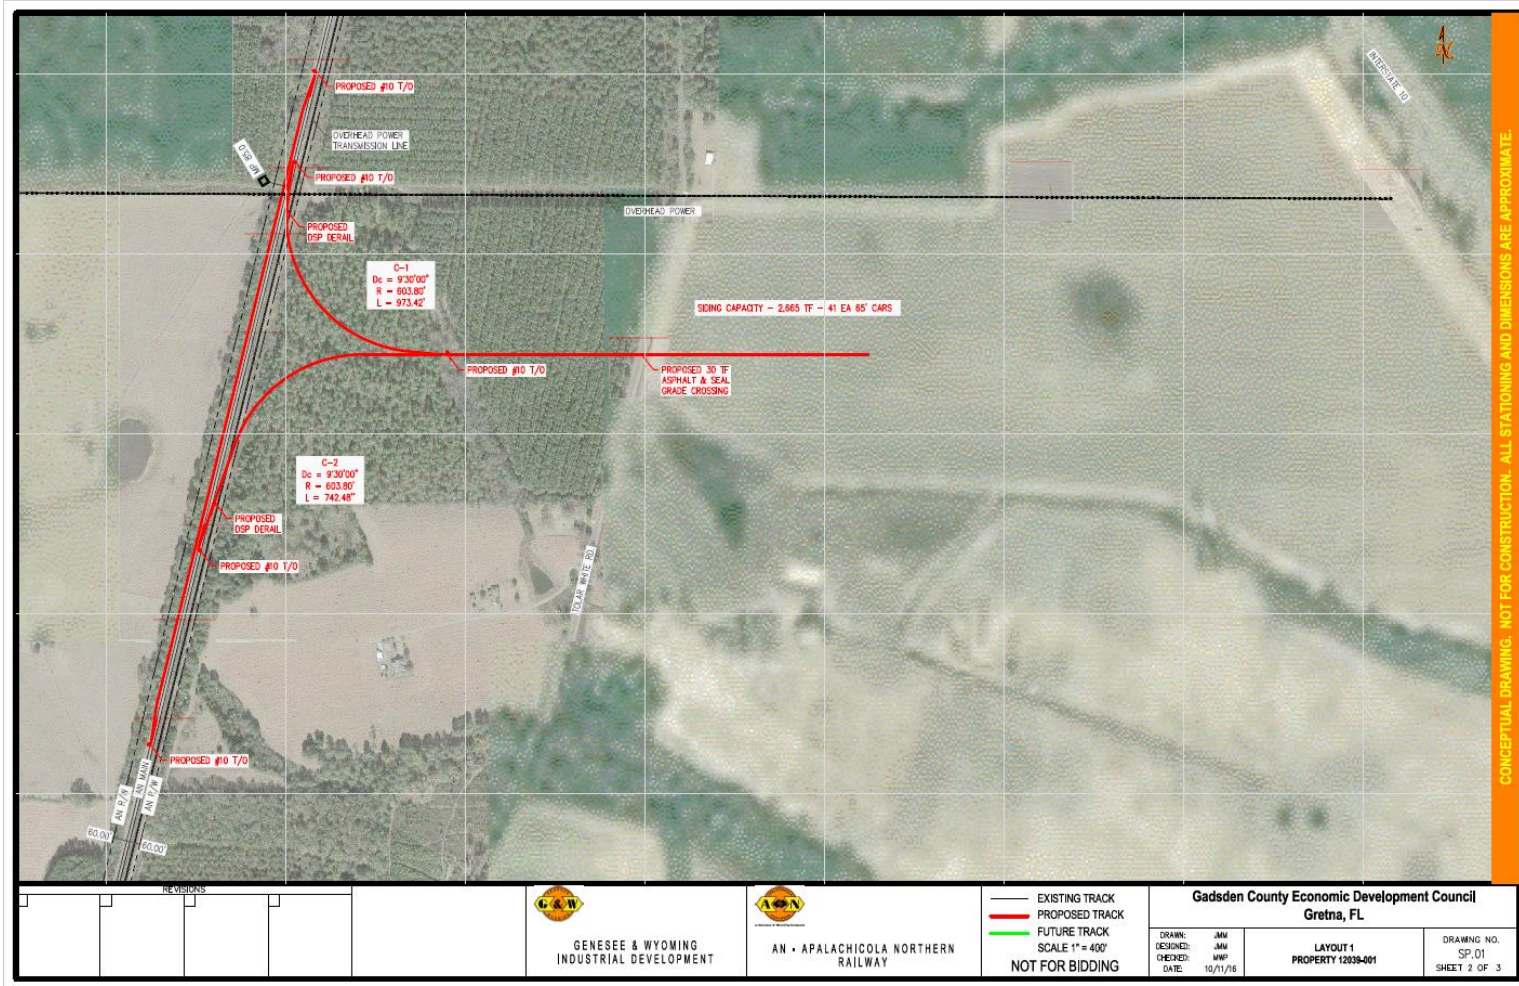 PROPOSED #10 T/O
INTERSTATE 10
OVERHEAD POWER
TRANSMISSION LINE
MP 85.0
PROPOSED #10 T/O
OVERHEAD POWER
PROPOSED
DSP DERAIL
C-1
Dc = 9°30'00"
R = 603.80'
L = 973.42'
SIDING CAPACITY - 2,665 TF - 41 EA 65' CARS
PROPOSED #10 T/O
PROPOSED 30 TF
ASPHALT & SEAL
GRADE CROSSING
C-2
Dc = 9°30'00"
R = 603.80'
L = 742.48'
PROPOSED
DSP DERAIL
PROPOSED #10 T/O
TOLAR WHITE RD
PROPOSED #10 T/O
AN R/W
AN MAIN
AN R/W
60.00'
60.00'
CONCEPTUAL DRAWING. NOT FOR CONSTRUCTION. ALL STATIONING AND DIMENSIONS ARE APPROXIMATE.
REVISIONS
G&W
GENESEE & WYOMING
INDUSTRIAL DEVELOPMENT
AN
AN - APALACHICOLA NORTHERN
RAILWAY
EXISTING TRACK
PROPOSED TRACK
FUTURE TRACK
SCALE 1" = 400'
NOT FOR BIDDING
Gadsden County Economic Development Council
Gretna, FL
DRAWN: JMM
DESIGNED: JMM
CHECKED: MWP
DATE: 10/11/16
LAYOUT 1
PROPERTY 12039-001
DRAWING NO.
SP.01
SHEET 2 OF 3